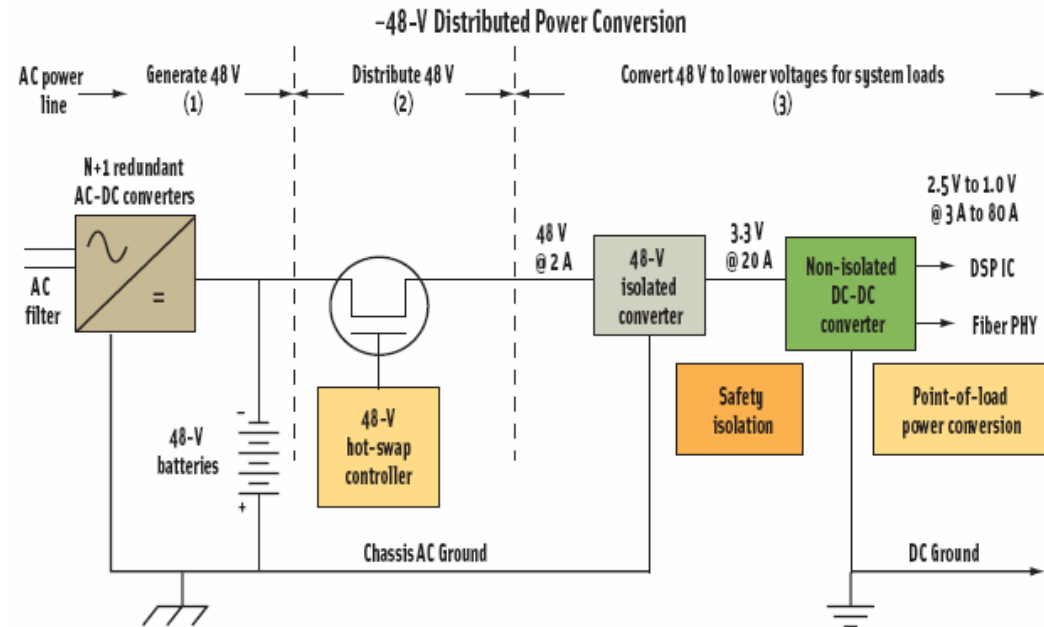 –48-V Distributed Power Conversion
AC power
line
Generate 48 V
(1)
Distribute 48 V
(2)
Convert 48 V to lower voltages for system loads
(3)
N+1 redundant
AC-DC converters
=
AC
filter
48-V
batteries
-
+
48-V
hot-swap
controller
48 V
@ 2 A
48-V
isolated
converter
3.3 V
@ 20 A
Non-isolated
DC-DC
converter
2.5 V to 1.0 V
@ 3 A to 80 A
DSP IC
Fiber PHY
Safety
isolation
Point-of-load
power conversion
Chassis AC Ground
DC Ground